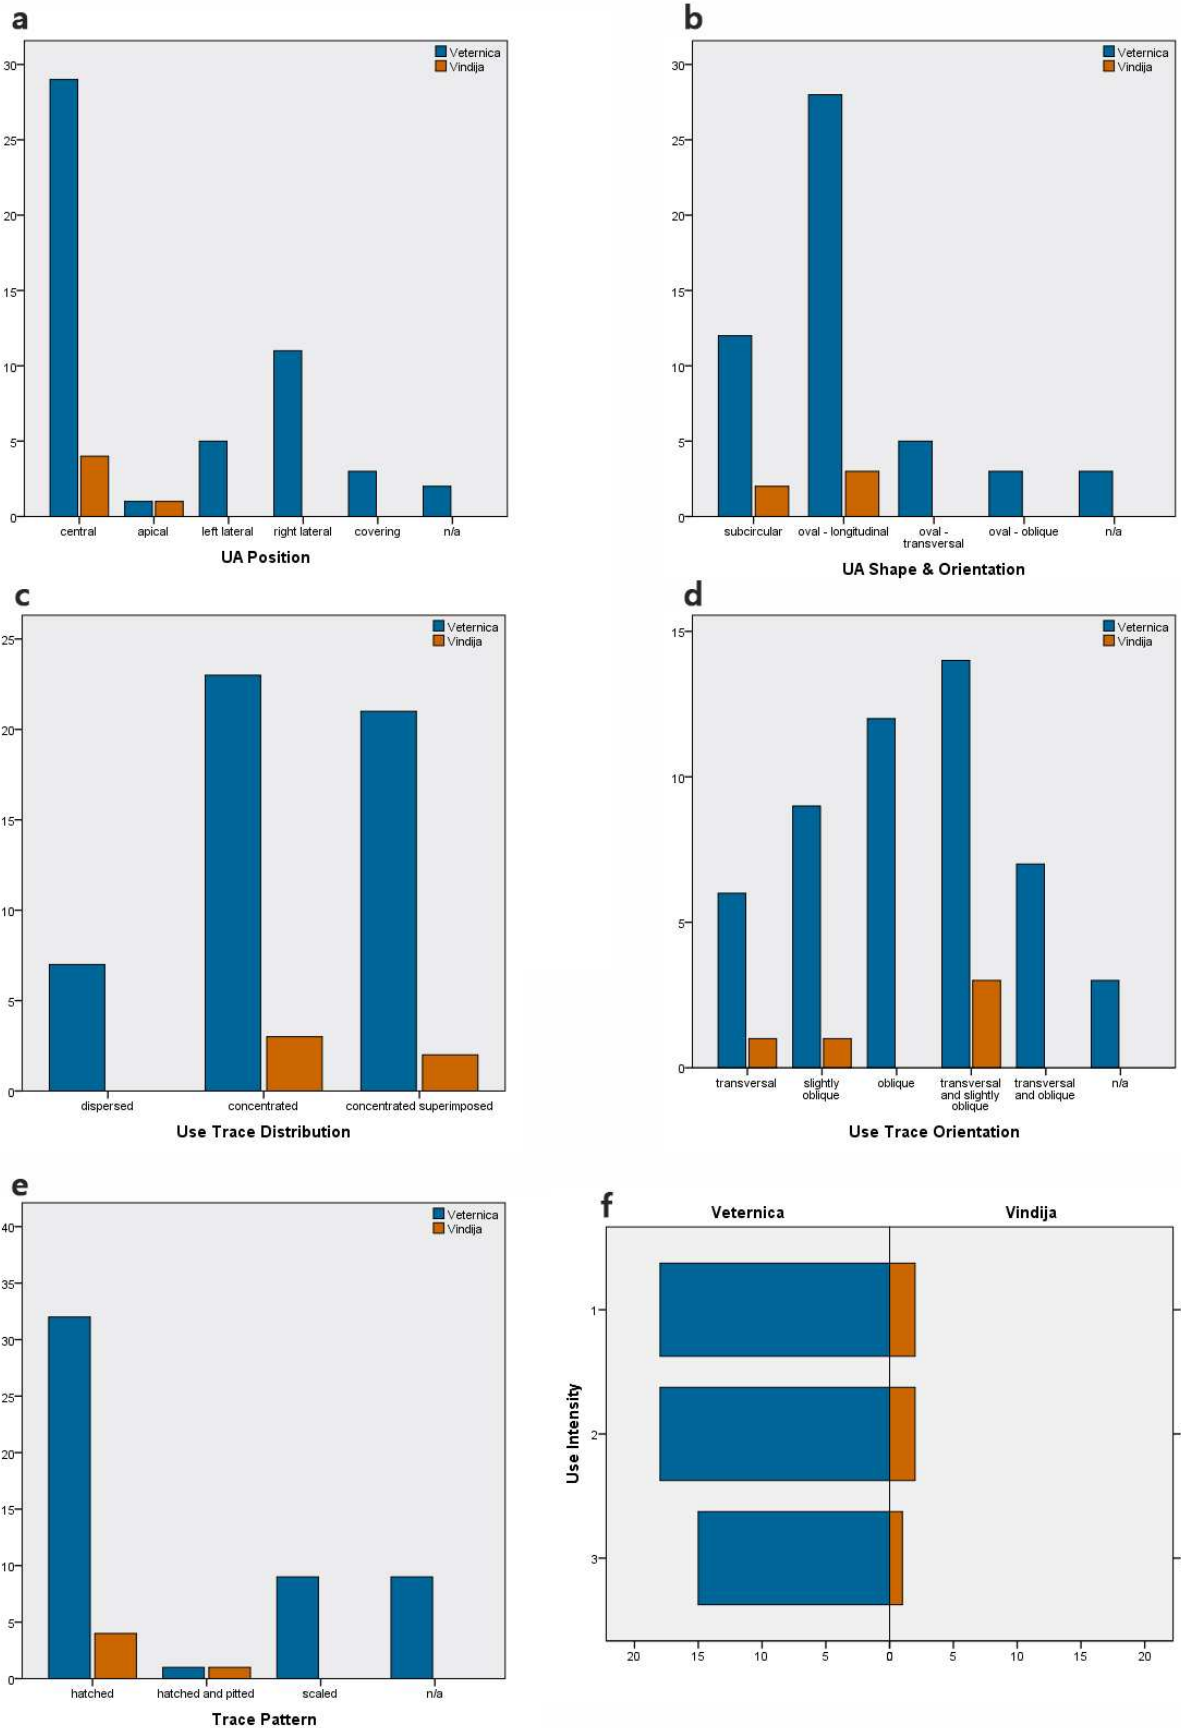 a
Veternica
Vindija
30
25
20
15
10
5
0
central apical left lateral right lateral covering n/a
UA Position
b
Veternica
Vindija
30
25
20
15
10
5
0
subcircular oval - longitudinal oval - transversal oval - oblique n/a
UA Shape & Orientation
c
Veternica
Vindija
25
20
15
10
5
0
dispersed concentrated concentrated superimposed
Use Trace Distribution
d
Veternica
Vindija
15
10
5
0
transversal slightly oblique oblique transversal and slightly oblique transversal and oblique n/a
Use Trace Orientation
e
Veternica
Vindija
40
35
30
25
20
15
10
5
0
hatched hatched and pitted scaled n/a
Trace Pattern
f
Veternica Vindija
Use Intensity
1
2
3
20 15 10 5 0 5 10 15 20